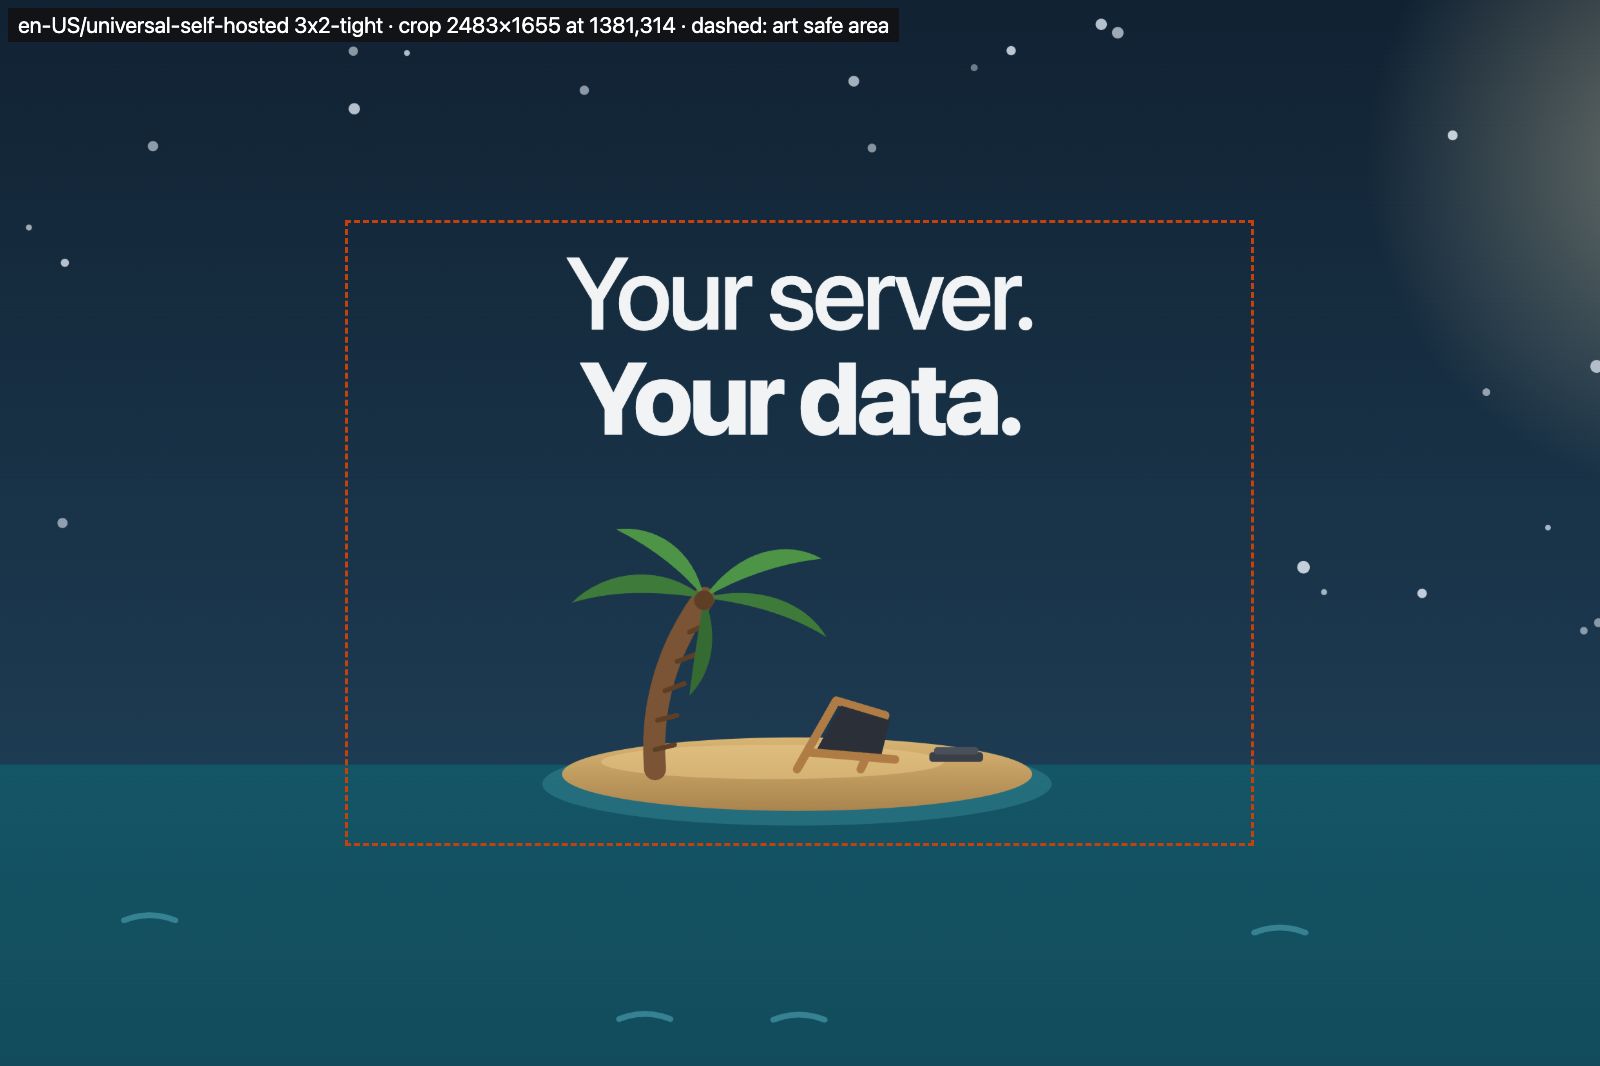 en-US/universal-self-hosted 3x2-tight · crop 2483×1655 at 1381,314 · dashed: art safe area
Your server.
Your data.